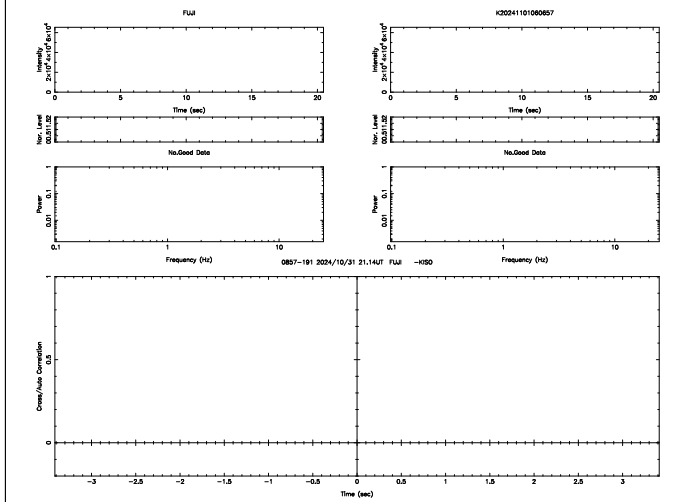 FUJI K20241101060657
Intensity 2×10⁴ 4×10⁴ 6×10⁴ Intensity 2×10⁴ 4×10⁴ 6×10⁴
0 5 10 15 20 0 5 10 15 20
Time (sec) Time (sec)
Nor. Level 00.511.52 Nor. Level 00.511.52
No.Good Data No.Good Data
Power 0.01 0.1 1 Power 0.01 0.1 1
0.1 1 10 0.1 1 10
Frequency (Hz) Frequency (Hz)
0857-191 2024/10/31 21.14UT FUJI -KISO
Cross/Auto Correlation 0 0.5 1
-3 -2.5 -2 -1.5 -1 -0.5 0 0.5 1 1.5 2 2.5 3
Time (sec)